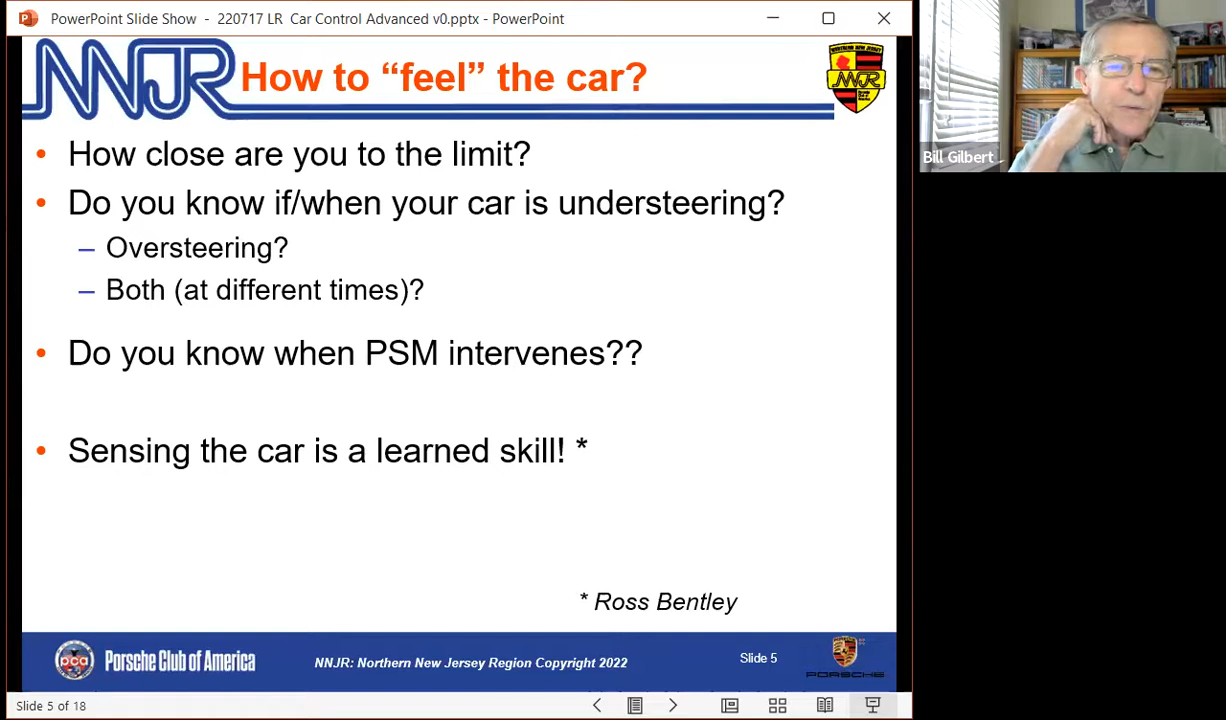 PowerPoint Slide Show - 220717 LR Car Control Advanced v0.pptx - PowerPoint
NNJR
How to “feel” the car?
NNJR
• How close are you to the limit?
• Do you know if/when your car is understeering?
– Oversteering?
– Both (at different times)?
• Do you know when PSM intervenes??
• Sensing the car is a learned skill! *
* Ross Bentley
pca
Porsche Club of America
NNJR: Northern New Jersey Region Copyright 2022
Slide 5
PORSCHE
Slide 5 of 18
Bill Gilbert